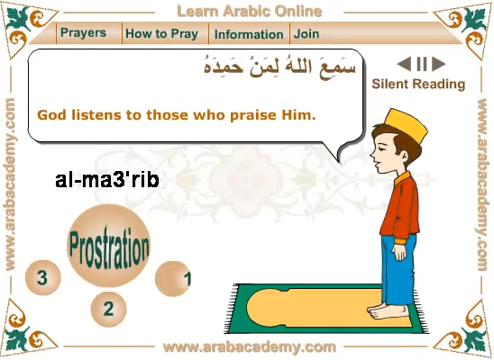 Learn Arabic Online
Prayers
How to Pray
Information
Join
سَمِعَ اللهُ لِمَنْ حَمِدَهُ
God listens to those who praise Him.
Silent Reading
al-ma3'rib
Prostration
3
1
2
www.arabacademy.com
www.arabacademy.com
www.arabacademy.com